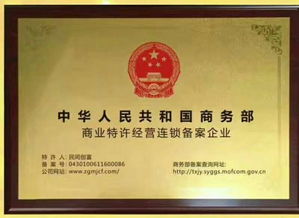 中华人民共和国商务部
商业特许经营连锁备案企业
特 许 人: 民间创富
备 案 号: 0430100611600086
公司网站: www.zgmjcf.com
商务部备案查询网址:
http://txjy.syggs.mofcom.gov.cn